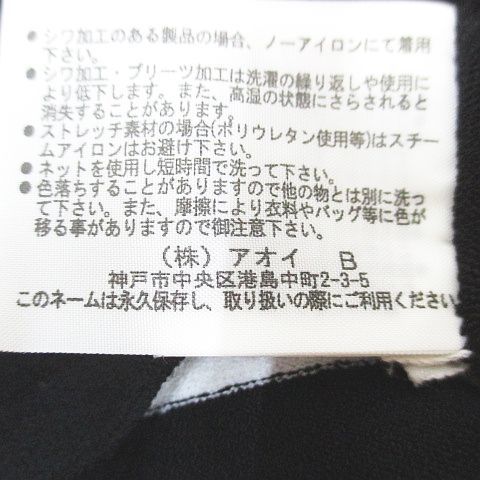 ● シワ加工のある製品の場合、ノーアイロンにて着用
下さい。
● シワ加工・プリーツ加工は洗濯の繰り返しや使用に
より低下します。また、高湿の状態にさらされると
消失することがあります。
● ストレッチ素材の場合(ポリウレタン使用等)はスチー
ムアイロンはお避け下さい。
● ネットを使用し短時間で洗って下さい。
● 色落ちすることがありますので他の物とは別に洗っ
て下さい。また、摩擦により衣料やバッグ等に色が
移る事がありますので御注意下さい。
(株) アオイ B
神戸市中央区港島中町2-3-5
このネームは永久保存し、取り扱いの際にご利用ください